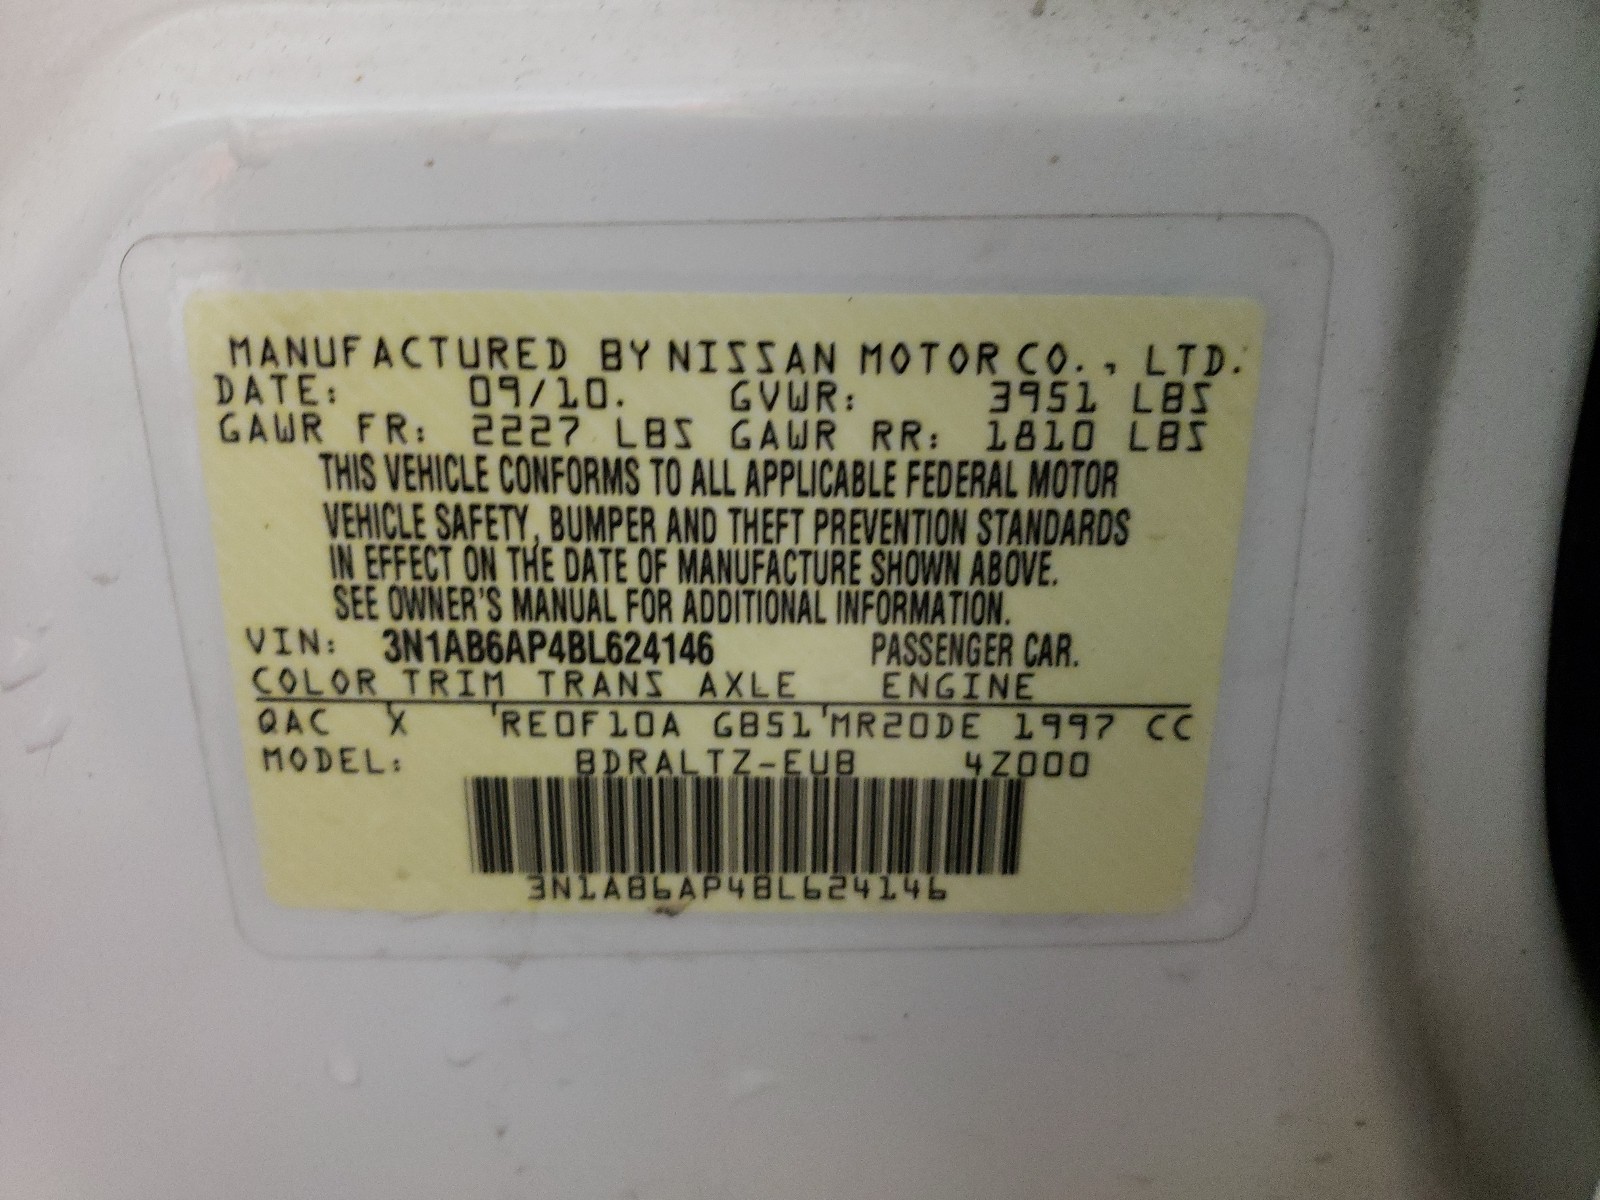 MANUFACTURED BY NISSAN MOTOR CO., LTD.
DATE: 09/10. GVWR: 3951 LBS
GAWR FR: 2227 LBS GAWR RR: 1810 LBS
THIS VEHICLE CONFORMS TO ALL APPLICABLE FEDERAL MOTOR
VEHICLE SAFETY, BUMPER AND THEFT PREVENTION STANDARDS
IN EFFECT ON THE DATE OF MANUFACTURE SHOWN ABOVE.
SEE OWNER'S MANUAL FOR ADDITIONAL INFORMATION.
VIN: 3N1AB6AP4BL624146 PASSENGER CAR.
COLOR TRIM TRANS AXLE ENGINE
QAC X RE0F10A GB51 MR20DE 1997 CC
MODEL: BDRALTZ-EUB 4Z000
3N1AB6AP4BL624146